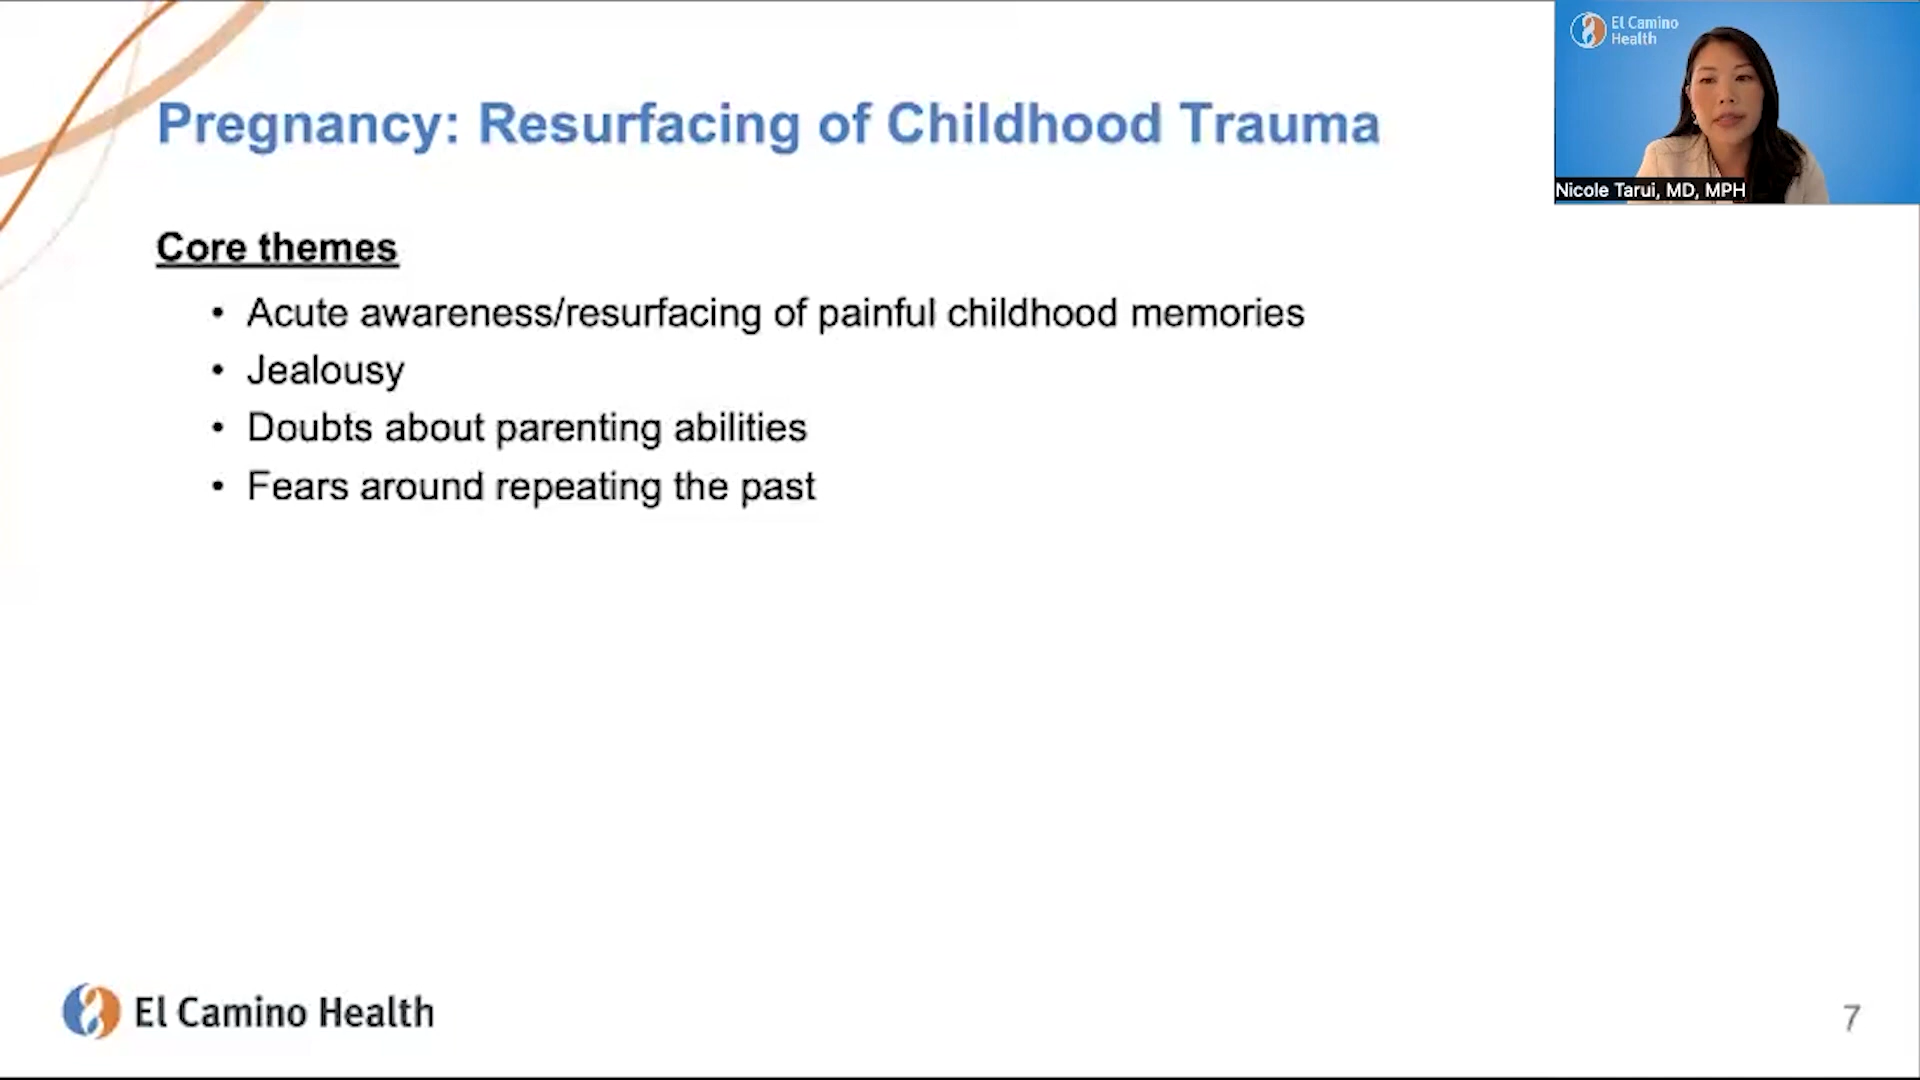 El Camino
Health
Pregnancy: Resurfacing of Childhood Trauma
Nicole Tarui, MD, MPH
Core themes
• Acute awareness/resurfacing of painful childhood memories
• Jealousy
• Doubts about parenting abilities
• Fears around repeating the past
El Camino Health
7